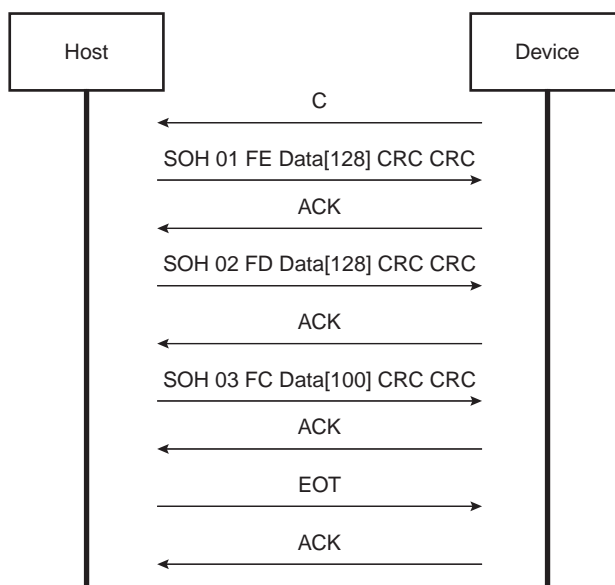 Host
Device
C
SOH 01 FE Data[128] CRC CRC
ACK
SOH 02 FD Data[128] CRC CRC
ACK
SOH 03 FC Data[100] CRC CRC
ACK
EOT
ACK